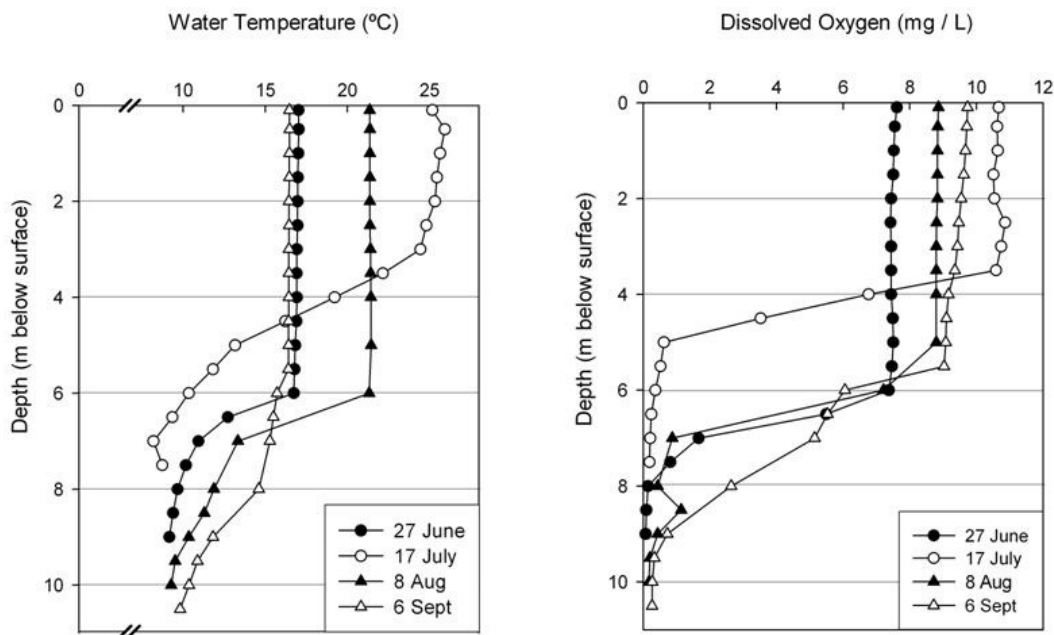 Water Temperature (ºC)
0 10 15 20 25
0
2
4
6
8
10
Depth (m below surface)
27 June
17 July
8 Aug
6 Sept
Dissolved Oxygen (mg / L)
0 2 4 6 8 10 12
0
2
4
6
8
10
Depth (m below surface)
27 June
17 July
8 Aug
6 Sept